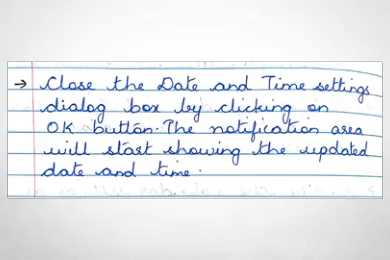 → Close the Date and Time settings
dialog box by clicking on
OK button. The notification area
will start showing the updated
date and time.